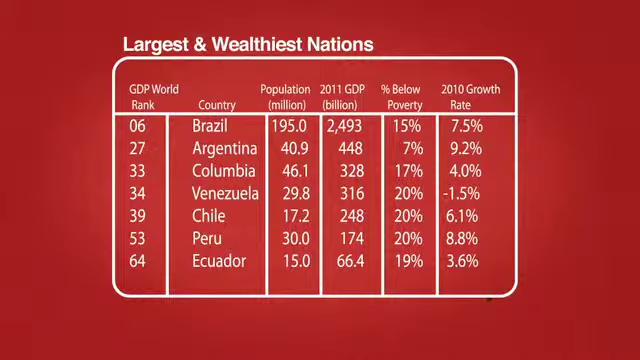 Largest & Wealthiest Nations
GDP World Rank Country Population (million) 2011 GDP (billion) % Below Poverty 2010 Growth Rate
06 Brazil 195.0 2,493 15% 7.5%
27 Argentina 40.9 448 7% 9.2%
33 Columbia 46.1 328 17% 4.0%
34 Venezuela 29.8 316 20% -1.5%
39 Chile 17.2 248 20% 6.1%
53 Peru 30.0 174 20% 8.8%
64 Ecuador 15.0 66.4 19% 3.6%